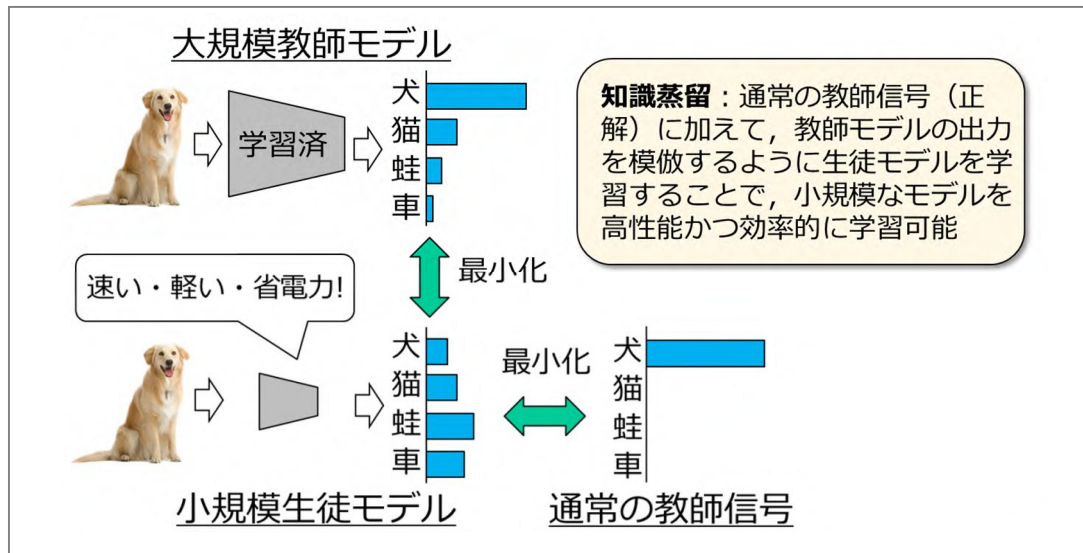 大規模教師モデル
学習済
犬
猫
蛙
車
知識蒸留：通常の教師信号（正
解）に加えて，教師モデルの出力
を模倣するように生徒モデルを学
習することで，小規模なモデルを
高性能かつ効率的に学習可能
最小化
速い・軽い・省電力!
犬
猫
蛙
車
最小化
犬
猫
蛙
車
小規模生徒モデル
通常の教師信号